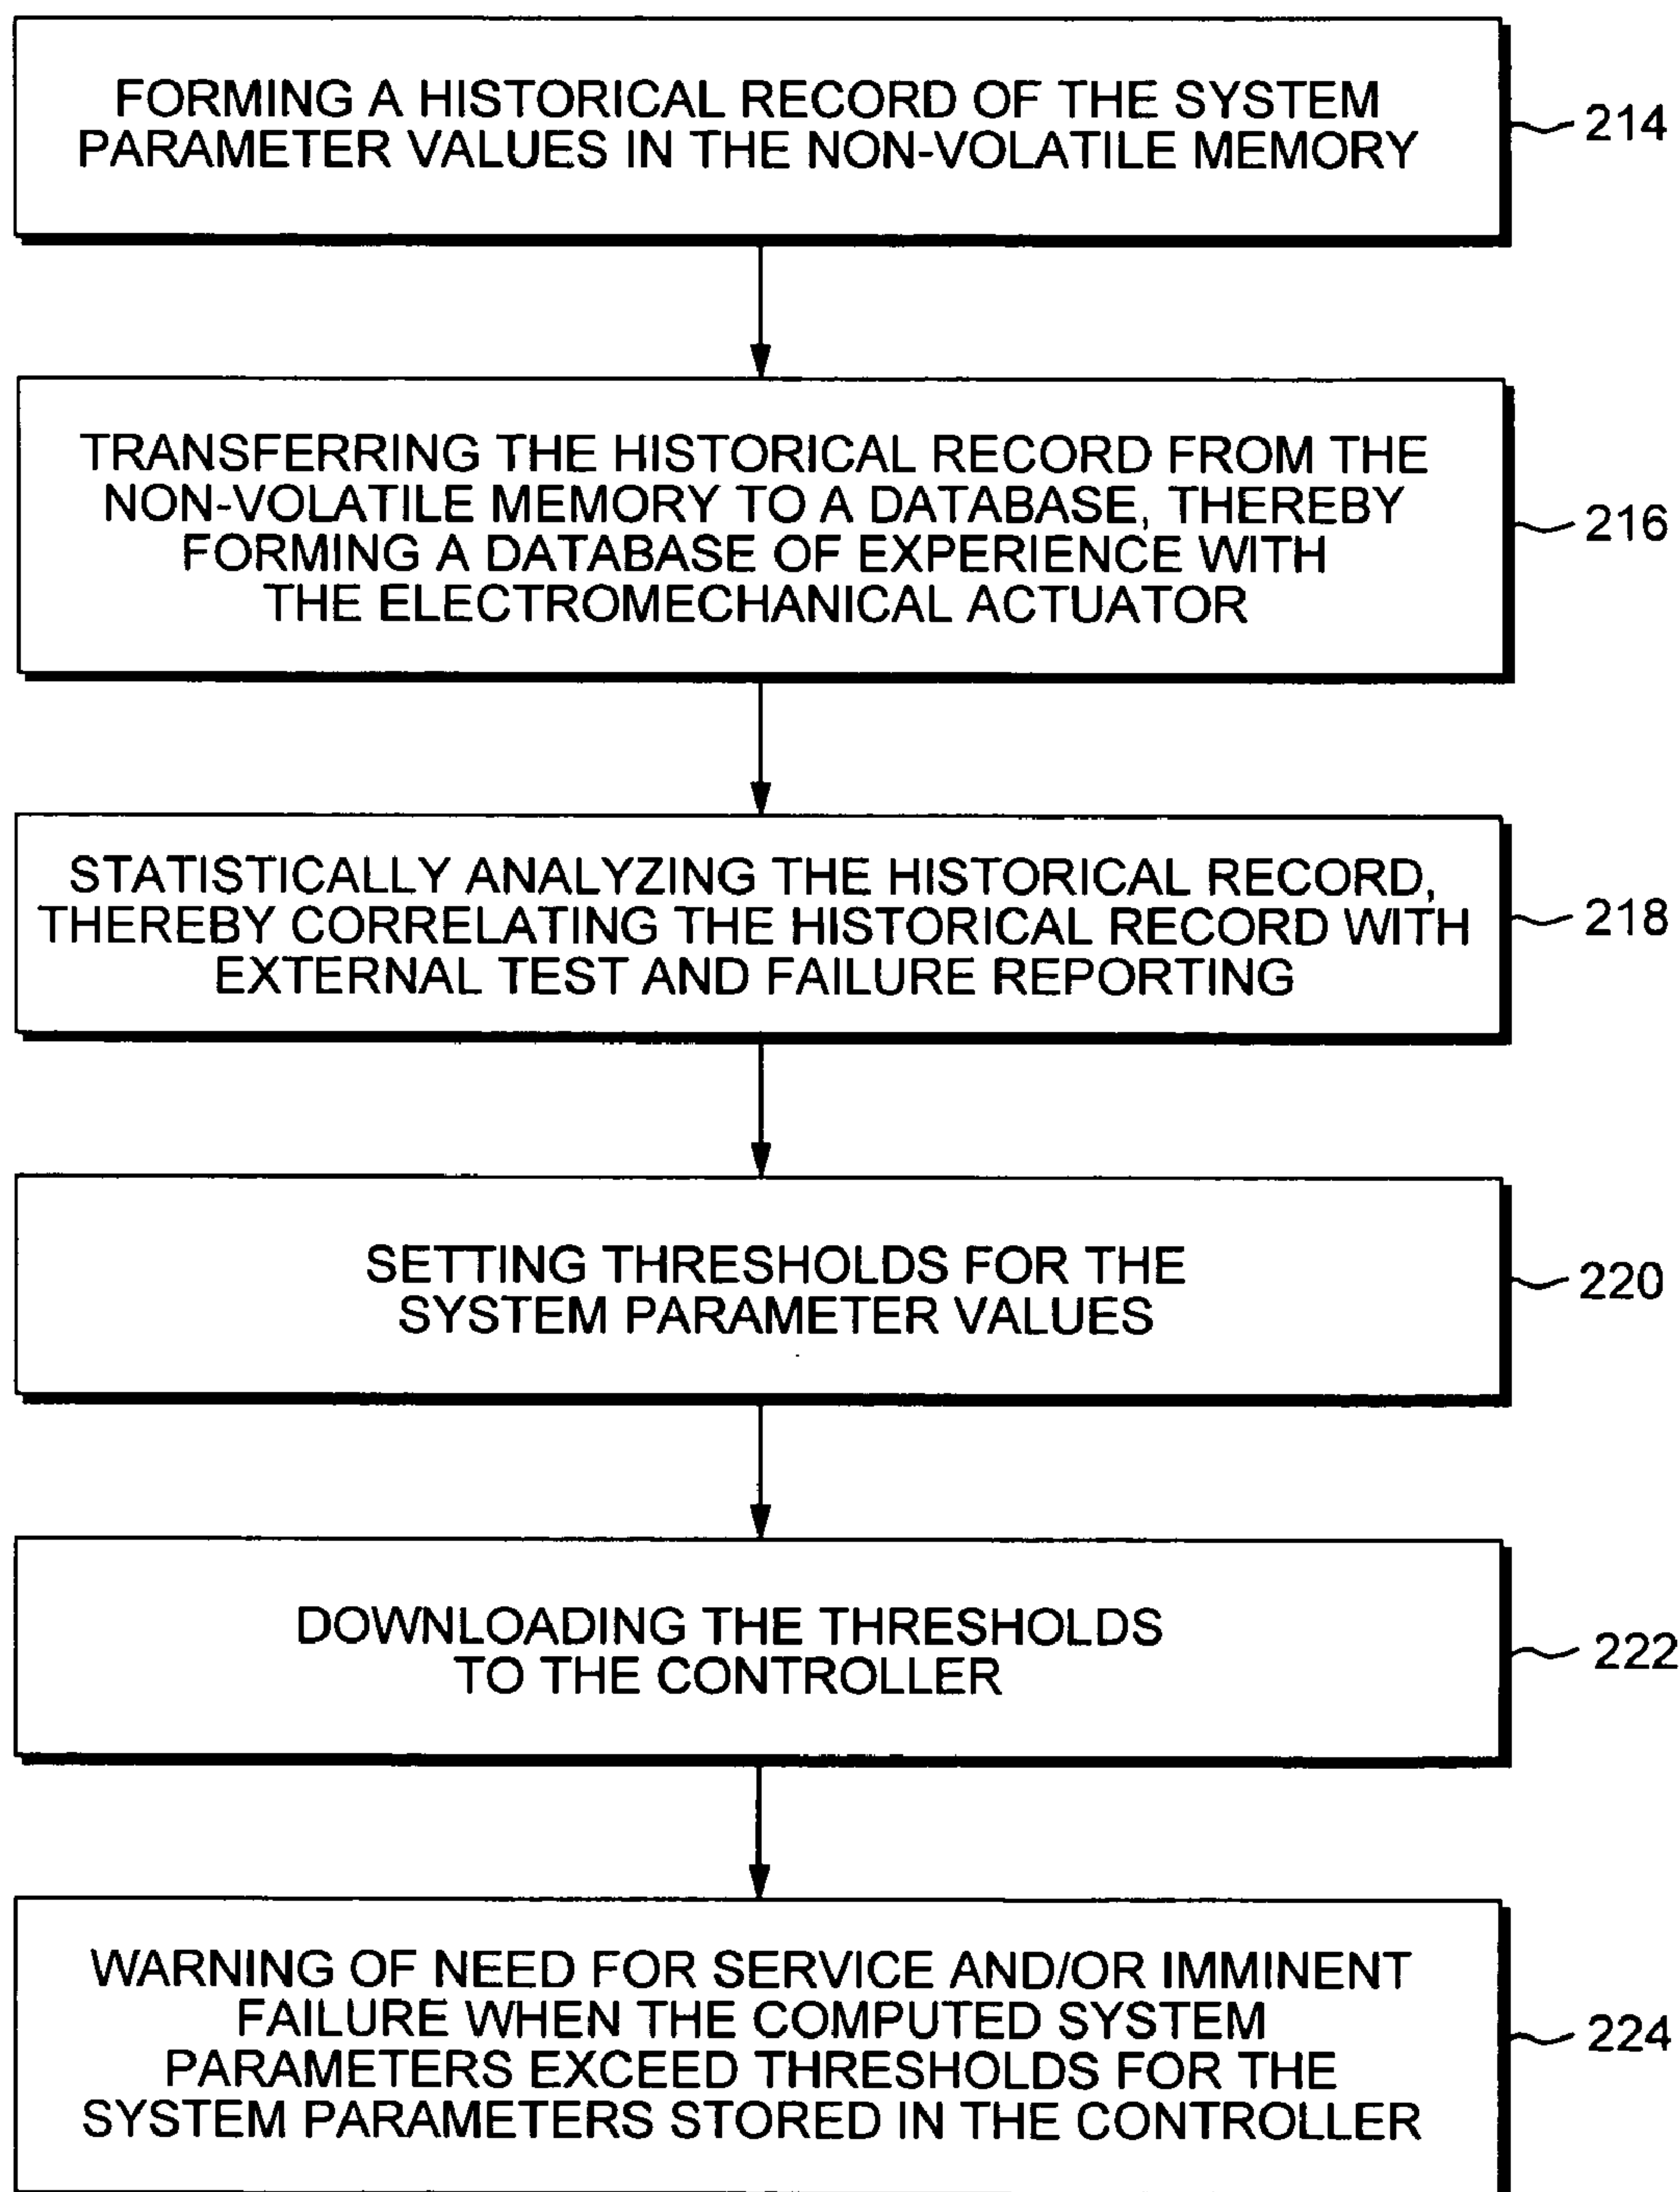 FORMING A HISTORICAL RECORD OF THE SYSTEM
PARAMETER VALUES IN THE NON-VOLATILE MEMORY
214
TRANSFERRING THE HISTORICAL RECORD FROM THE
NON-VOLATILE MEMORY TO A DATABASE, THEREBY
FORMING A DATABASE OF EXPERIENCE WITH
THE ELECTROMECHANICAL ACTUATOR
216
STATISTICALLY ANALYZING THE HISTORICAL RECORD,
THEREBY CORRELATING THE HISTORICAL RECORD WITH
EXTERNAL TEST AND FAILURE REPORTING
218
SETTING THRESHOLDS FOR THE
SYSTEM PARAMETER VALUES
220
DOWNLOADING THE THRESHOLDS
TO THE CONTROLLER
222
WARNING OF NEED FOR SERVICE AND/OR IMMINENT
FAILURE WHEN THE COMPUTED SYSTEM
PARAMETERS EXCEED THRESHOLDS FOR THE
SYSTEM PARAMETERS STORED IN THE CONTROLLER
224